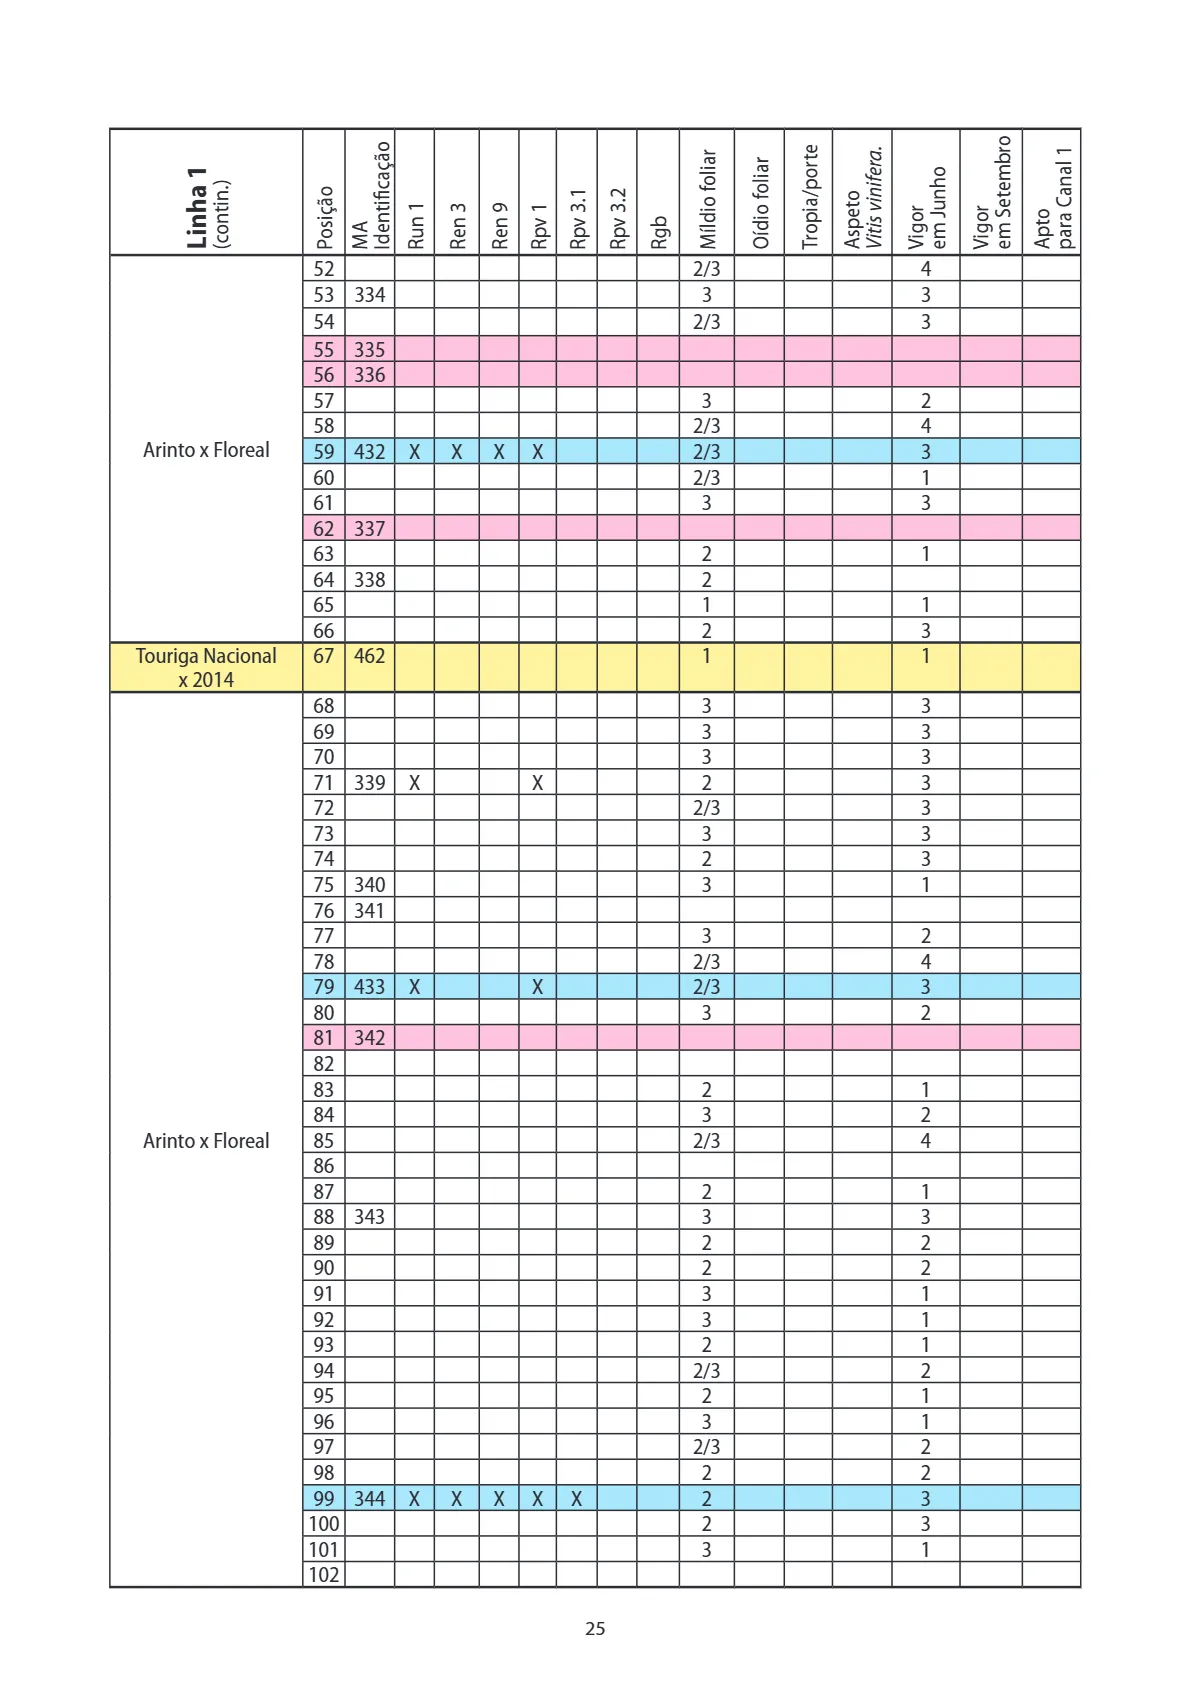 Linha 1 (contin.) | Posição | MA Identificação | Run 1 | Ren 3 | Ren 9 | Rpv 1 | Rpv 3.1 | Rpv 3.2 | Rgb | Míldio foliar | Oídio foliar | Tropia/porte | Aspeto Vitis vinifera. | Vigor em Junho | Vigor em Setembro | Apto para Canal 1
52 2/3 4
53 334 3 3
54 2/3 3
55 335
56 336
57 3 2
58 2/3 4
Arinto x Floreal 59 432 X X X X 2/3 3
60 2/3 1
61 3 3
62 337
63 2 1
64 338 2
65 1 1
66 2 3
Touriga Nacional 67 462 1 1
x 2014
68 3 3
69 3 3
70 3 3
71 339 X X 2 3
72 2/3 3
73 3 3
74 2 3
75 340 3 1
76 341
77 3 2
78 2/3 4
79 433 X X 2/3 3
80 3 2
81 342
82
83 2 1
84 3 2
Arinto x Floreal 85 2/3 4
86
87 2 1
88 343 3 3
89 2 2
90 2 2
91 3 1
92 3 1
93 2 1
94 2/3 2
95 2 1
96 3 1
97 2/3 2
98 2 2
99 344 X X X X X 2 3
100 2 3
101 3 1
102
25